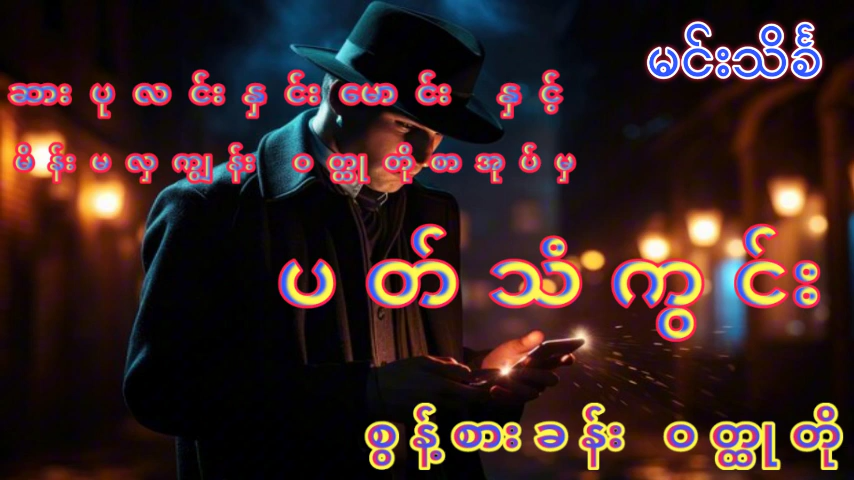 မင်းသိင်္ခ
ဆားပုလင်းနှင်းမောင်း နှင့်
မိန်းမလှကျွန်း ဝတ္ထုတိုတအုပ်မှ
ပတ်သံကွင်း
စွန့်စားခန်း ဝတ္ထုတို